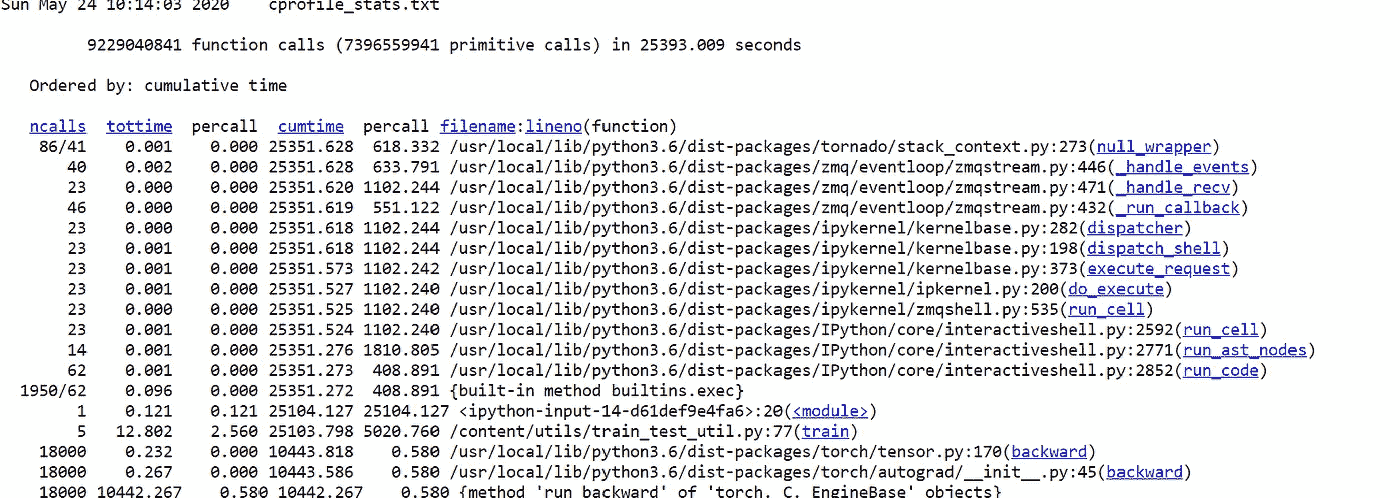 Sun May 24 10:14:03 2020    cprofile_stats.txt
9229040841 function calls (7396559941 primitive calls) in 25393.009 seconds
Ordered by: cumulative time
ncalls  tottime  percall  cumtime  percall filename:lineno(function)
86/41    0.001    0.000 25351.628  618.332 /usr/local/lib/python3.6/dist-packages/tornado/stack_context.py:273(null_wrapper)
40    0.002    0.000 25351.628  633.791 /usr/local/lib/python3.6/dist-packages/zmq/eventloop/zmqstream.py:446(_handle_events)
23    0.000    0.000 25351.620 1102.244 /usr/local/lib/python3.6/dist-packages/zmq/eventloop/zmqstream.py:471(_handle_recv)
46    0.000    0.000 25351.619  551.122 /usr/local/lib/python3.6/dist-packages/zmq/eventloop/zmqstream.py:432(_run_callback)
23    0.000    0.000 25351.618 1102.244 /usr/local/lib/python3.6/dist-packages/ipykernel/kernelbase.py:282(dispatcher)
23    0.001    0.000 25351.618 1102.244 /usr/local/lib/python3.6/dist-packages/ipykernel/kernelbase.py:198(dispatch_shell)
23    0.001    0.000 25351.573 1102.242 /usr/local/lib/python3.6/dist-packages/ipykernel/kernelbase.py:373(execute_request)
23    0.001    0.000 25351.527 1102.240 /usr/local/lib/python3.6/dist-packages/ipykernel/ipkernel.py:200(do_execute)
23    0.000    0.000 25351.525 1102.240 /usr/local/lib/python3.6/dist-packages/ipykernel/zmqshell.py:535(run_cell)
23    0.001    0.000 25351.524 1102.240 /usr/local/lib/python3.6/dist-packages/IPython/core/interactiveshell.py:2592(run_cell)
14    0.001    0.000 25351.276 1810.805 /usr/local/lib/python3.6/dist-packages/IPython/core/interactiveshell.py:2771(run_ast_nodes)
62    0.001    0.000 25351.273  408.891 /usr/local/lib/python3.6/dist-packages/IPython/core/interactiveshell.py:2852(run_code)
1950/62    0.096    0.000 25351.272  408.891 {built-in method builtins.exec}
1    0.121    0.121 25104.127 25104.127 <ipython-input-14-d61def9e4fa6>:20(<module>)
5   12.802    2.560 25103.798 5020.760 /content/utils/train_test_util.py:77(train)
18000    0.232    0.000 10443.818    0.580 /usr/local/lib/python3.6/dist-packages/torch/tensor.py:170(backward)
18000    0.267    0.000 10443.586    0.580 /usr/local/lib/python3.6/dist-packages/torch/autograd/__init__.py:45(backward)
18000 10442.267    0.580 10442.267    0.580 {method 'run_backward' of 'torch._C._EngineBase' objects}